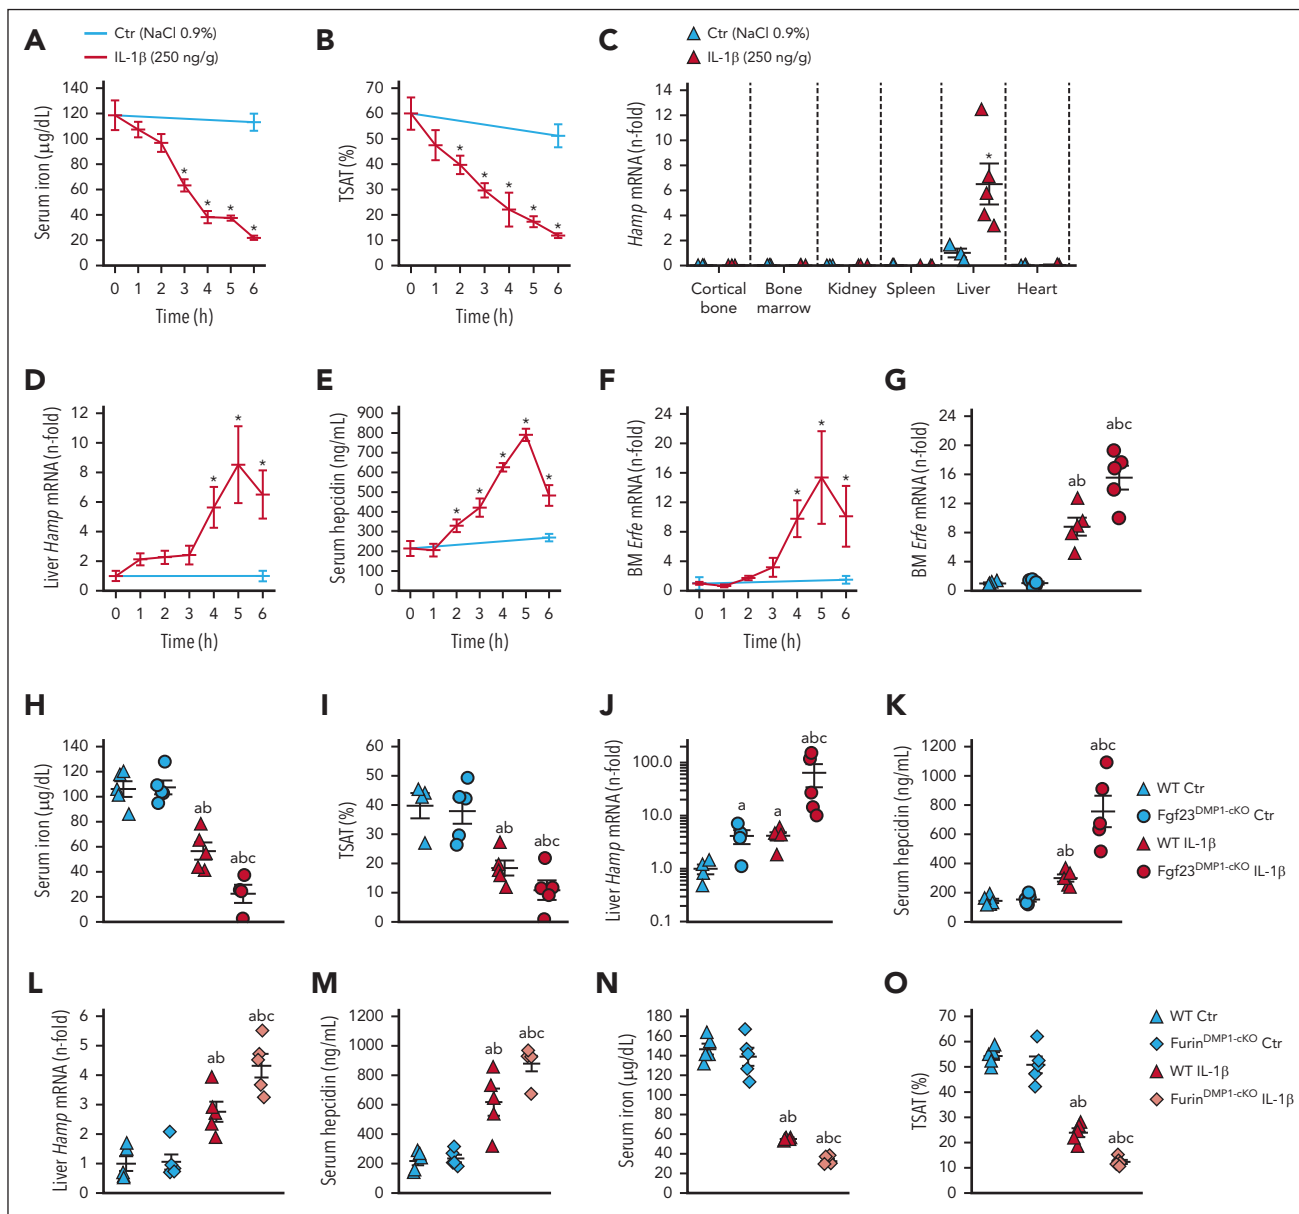 A
Ctr (NaCl 0.9%)
IL-1β (250 ng/g)
Serum iron (μg/dL)
140
120
100
80
60
40
20
0
0 1 2 3 4 5 6
Time (h)
* * * *
B
TSAT (%)
70
60
50
40
30
20
10
0
0 1 2 3 4 5 6
Time (h)
* * * * *
C
Ctr (NaCl 0.9%)
IL-1β (250 ng/g)
Hamp mRNA (n-fold)
14
12
10
8
6
4
2
0
*
Cortical bone
Bone marrow
Kidney
Spleen
Liver
Heart
D
Liver Hamp mRNA (n-fold)
12
10
8
6
4
2
0
0 1 2 3 4 5 6
Time (h)
* * *
E
Serum hepcidin (ng/mL)
900
800
700
600
500
400
300
200
100
0 1 2 3 4 5 6
Time (h)
* * * * *
F
BM Erfe mRNA (n-fold)
24
20
16
12
8
4
0
0 1 2 3 4 5 6
Time (h)
* * *
G
BM Erfe mRNA (n-fold)
24
20
16
12
8
4
0
ab
abc
H
Serum iron (μg/dL)
140
120
100
80
60
40
20
0
ab
abc
I
TSAT (%)
60
50
40
30
20
10
0
ab
abc
J
Liver Hamp mRNA (n-fold)
100.0
10.0
1.0
0.1
a
a
abc
K
Serum hepcidin (ng/mL)
1200
1000
800
600
400
200
0
ab
abc
WT Ctr
Fgf23DMP1-cKO Ctr
WT IL-1β
Fgf23DMP1-cKO IL-1β
L
Liver Hamp mRNA (n-fold)
6
5
4
3
2
1
0
ab
abc
M
Serum hepcidin (ng/mL)
1200
1000
800
600
400
200
0
ab
abc
N
Serum iron (μg/dL)
180
160
140
120
100
80
60
40
20
0
ab
abc
O
TSAT (%)
70
60
50
40
30
20
10
0
ab
abc
WT Ctr
FurinDMP1-cKO Ctr
WT IL-1β
FurinDMP1-cKO IL-1β